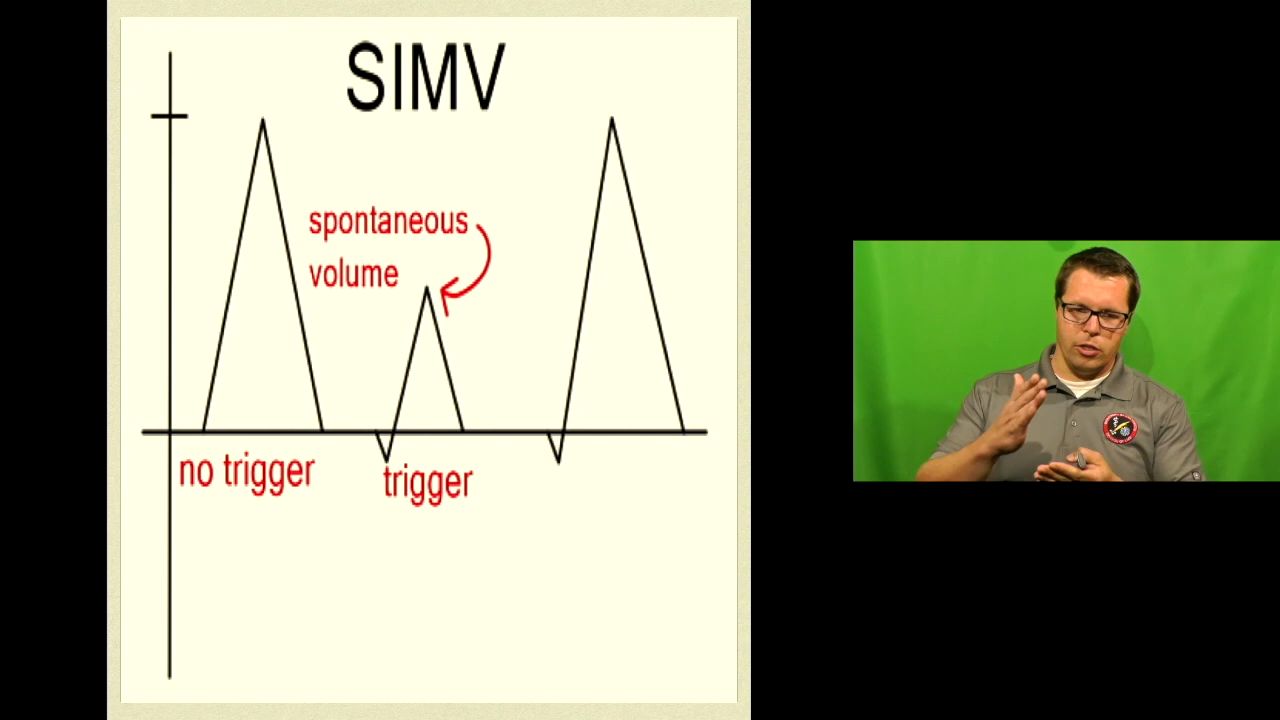 SIMV
spontaneous
volume
no trigger
trigger